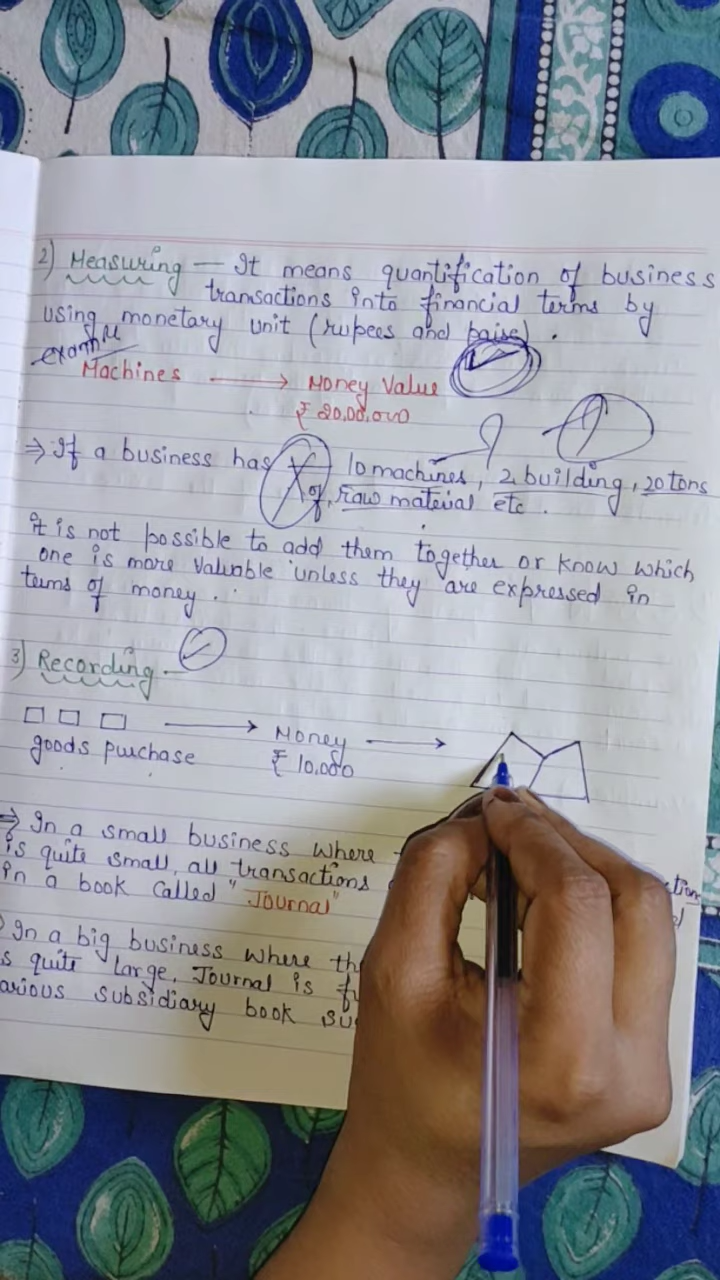 2) Measuring — It means quantification of business
transactions into financial terms by
using monetary unit (rupees and paise) .
example
Machines → Money Value
₹ 20,00,000
⇒ If a business has 10 machines, 2 building, 20 tons
of raw material etc .
it is not possible to add them together or know which
one is more valuable unless they are expressed in
terms of money .
3) Recording —
□ □ □ → Money →
goods purchase ₹ 10,000
⇒ In a small business where
is quite small, all transactions
in a book called "Journal"
In a big business where th
s quite large, Journal is
arious subsidiary book su